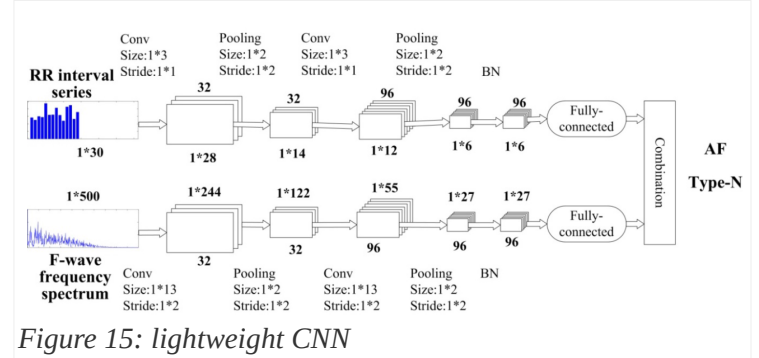 Conv
Size:1*3
Stride:1*1
Pooling
Size:1*2
Stride:1*2
Conv
Size:1*3
Stride:1*1
Pooling
Size:1*2
Stride:1*2
BN
RR interval
series
1*30
32
1*28
32
1*14
96
1*12
96
1*6
96
1*6
Fully-
connected
Combination
AF
Type-N
1*500
F-wave
frequency
spectrum
1*244
32
1*122
32
1*55
96
1*27
96
1*27
96
Fully-
connected
Conv
Size:1*13
Stride:1*2
Pooling
Size:1*2
Stride:1*2
Conv
Size:1*13
Stride:1*2
Pooling
Size:1*2
Stride:1*2
BN
Figure 15: lightweight CNN